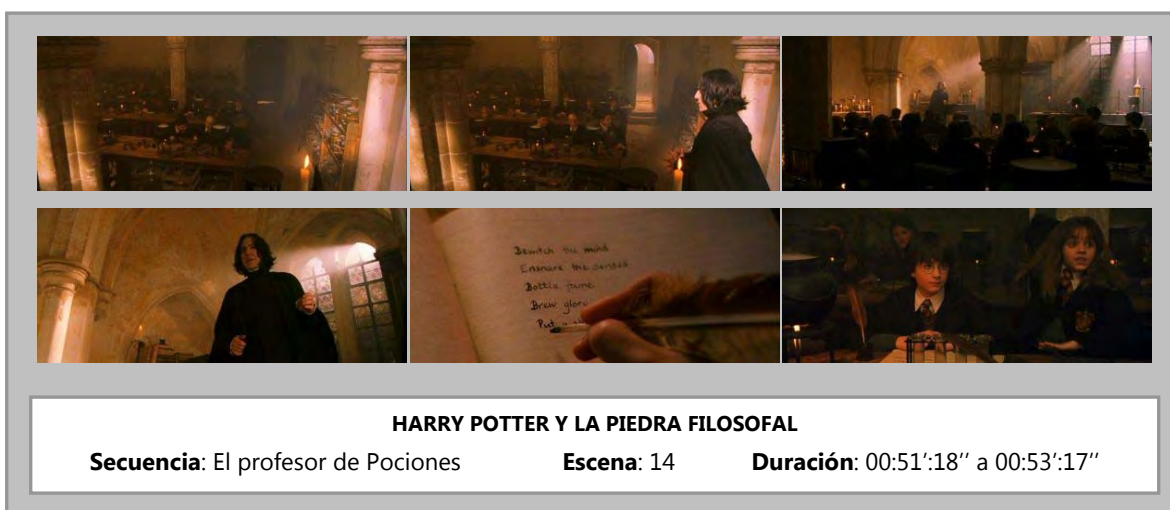 Bewitch the mind
Ensnare the senses
Bottle fame
Brew glory
Put a
HARRY POTTER Y LA PIEDRA FILOSOFAL
Secuencia: El profesor de Pociones Escena: 14 Duración: 00:51':18'' a 00:53':17''